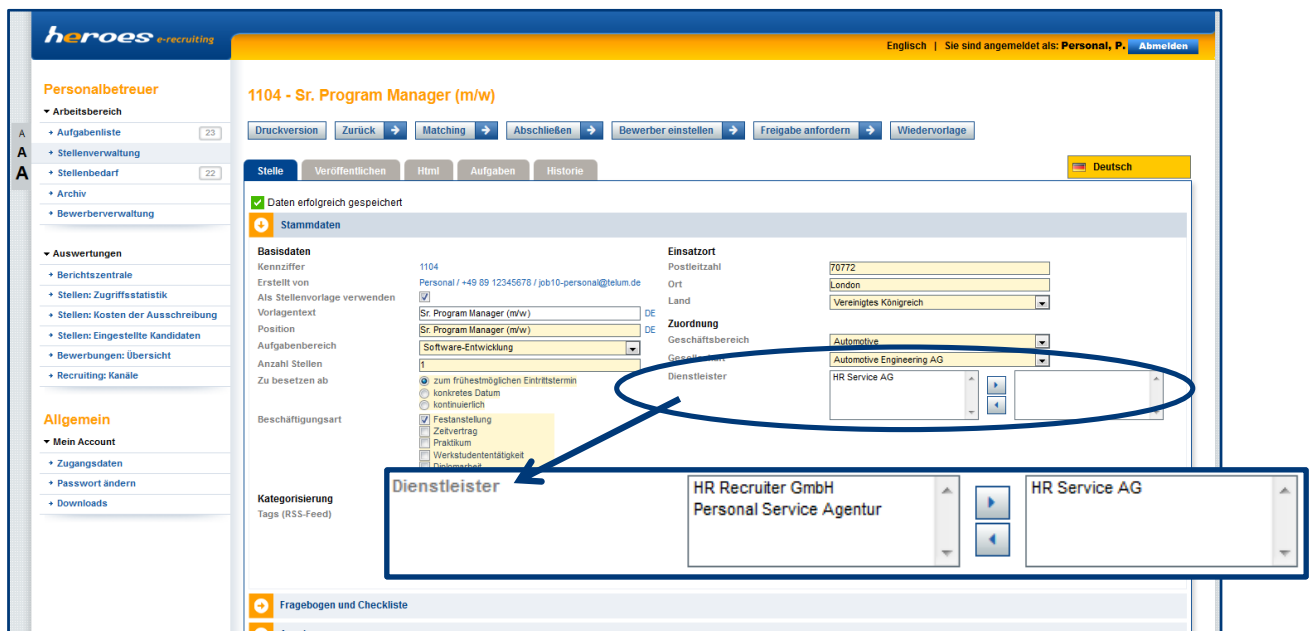 heroes e-recruiting
Englisch | Sie sind angemeldet als: Personal, P. Abmelden
A
A
A
Personalbetreuer
Arbeitsbereich
Aufgabenliste 23
Stellenverwaltung
Stellenbedarf 22
Archiv
Bewerberverwaltung
Auswertungen
Berichtszentrale
Stellen: Zugriffsstatistik
Stellen: Kosten der Ausschreibung
Stellen: Eingestellte Kandidaten
Bewerbungen: Übersicht
Recruiting: Kanäle
Allgemein
Mein Account
Zugangsdaten
Passwort ändern
Downloads
1104 - Sr. Program Manager (m/w)
Druckversion Zurück Matching Abschließen Bewerber einstellen Freigabe anfordern Wiedervorlage
Stelle Veröffentlichen Html Aufgaben Historie Deutsch
Daten erfolgreich gespeichert
Stammdaten
Basisdaten
Kennziffer 1104
Erstellt von Personal / +49 89 12345678 / job10-personal@telum.de
Als Stellenvorlage verwenden
Vorlagentext Sr. Program Manager (m/w) DE
Position Sr. Program Manager (m/w) DE
Aufgabenbereich Software-Entwicklung
Anzahl Stellen 1
Zu besetzen ab zum frühestmöglichen Eintrittstermin
konkretes Datum
kontinuierlich
Beschäftigungsart Festanstellung
Zeitvertrag
Praktikum
Werkstudententätigkeit
Diplomarbeit
Kategorisierung
Tags (RSS-Feed)
Einsatzort
Postleitzahl 70772
Ort London
Land Vereinigtes Königreich
Zuordnung
Geschäftsbereich Automotive
Gesellschaft Automotive Engineering AG
Dienstleister HR Service AG
Dienstleister
HR Recruiter GmbH
Personal Service Agentur
HR Service AG
Fragebogen und Checkliste